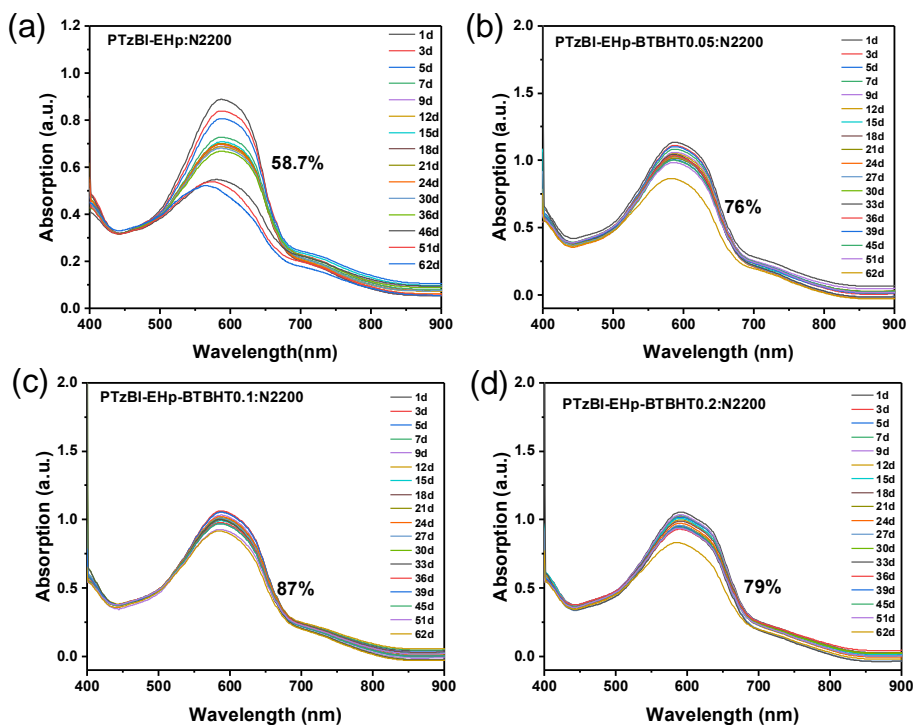 (a)
PTzBI-EHp:N2200
1d
3d
5d
7d
9d
12d
15d
18d
21d
24d
30d
36d
46d
51d
62d
58.7%
Absorption (a.u.)
1.2
1.0
0.8
0.6
0.4
0.2
0.0
400 500 600 700 800 900
Wavelength(nm)
(b)
PTzBI-EHp-BTBHT0.05:N2200
1d
3d
5d
7d
9d
12d
15d
18d
21d
24d
27d
30d
33d
36d
39d
45d
51d
62d
76%
Absorption (a.u.)
2.0
1.5
1.0
0.5
0.0
400 500 600 700 800 900
Wavelength (nm)
(c)
PTzBI-EHp-BTBHT0.1:N2200
1d
3d
5d
7d
9d
12d
15d
18d
21d
24d
27d
30d
33d
36d
39d
45d
51d
62d
87%
Absorption (a.u.)
2.0
1.5
1.0
0.5
0.0
400 500 600 700 800 900
Wavelength (nm)
(d)
PTzBI-EHp-BTBHT0.2:N2200
1d
3d
5d
7d
9d
12d
15d
18d
21d
24d
27d
30d
33d
36d
39d
45d
51d
62d
79%
Absorption (a.u.)
2.0
1.5
1.0
0.5
0.0
400 500 600 700 800 900
Wavelength (nm)